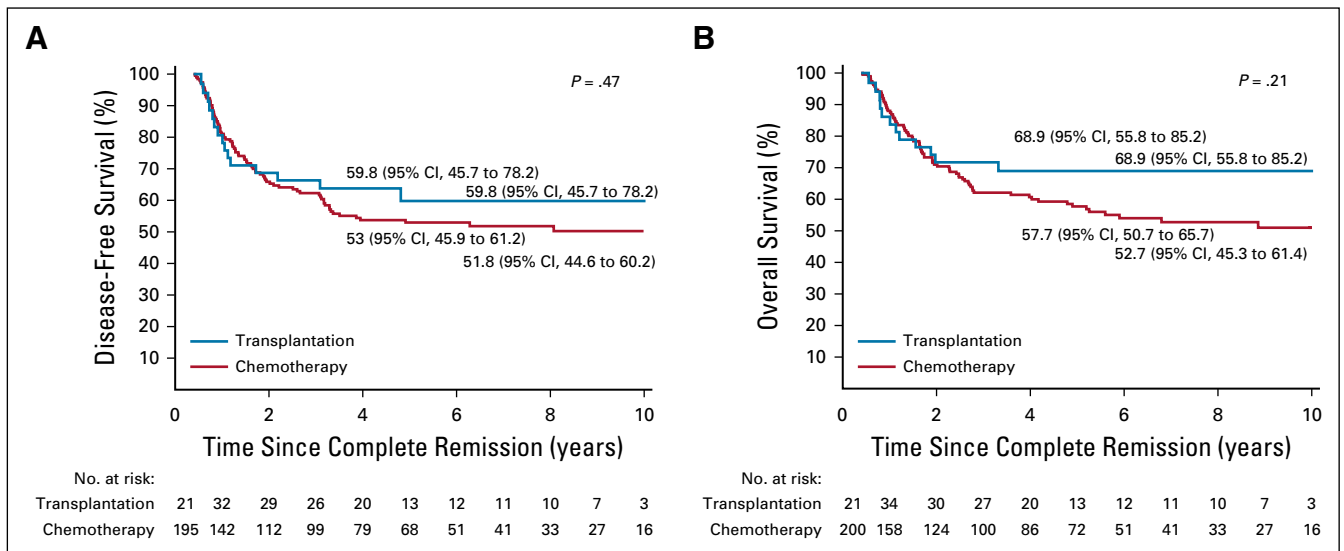 A
Disease-Free Survival (%)
100
90
80
70
60
50
40
30
20
10
P = .47
59.8 (95% CI, 45.7 to 78.2)
59.8 (95% CI, 45.7 to 78.2)
53 (95% CI, 45.9 to 61.2)
51.8 (95% CI, 44.6 to 60.2)
Transplantation
Chemotherapy
0 2 4 6 8 10
Time Since Complete Remission (years)
No. at risk:
Transplantation 21 32 29 26 20 13 12 11 10 7 3
Chemotherapy 195 142 112 99 79 68 51 41 33 27 16
B
Overall Survival (%)
100
90
80
70
60
50
40
30
20
10
P = .21
68.9 (95% CI, 55.8 to 85.2)
68.9 (95% CI, 55.8 to 85.2)
57.7 (95% CI, 50.7 to 65.7)
52.7 (95% CI, 45.3 to 61.4)
Transplantation
Chemotherapy
0 2 4 6 8 10
Time Since Complete Remission (years)
No. at risk:
Transplantation 21 34 30 27 20 13 12 11 10 7 3
Chemotherapy 200 158 124 100 86 72 51 41 33 27 16